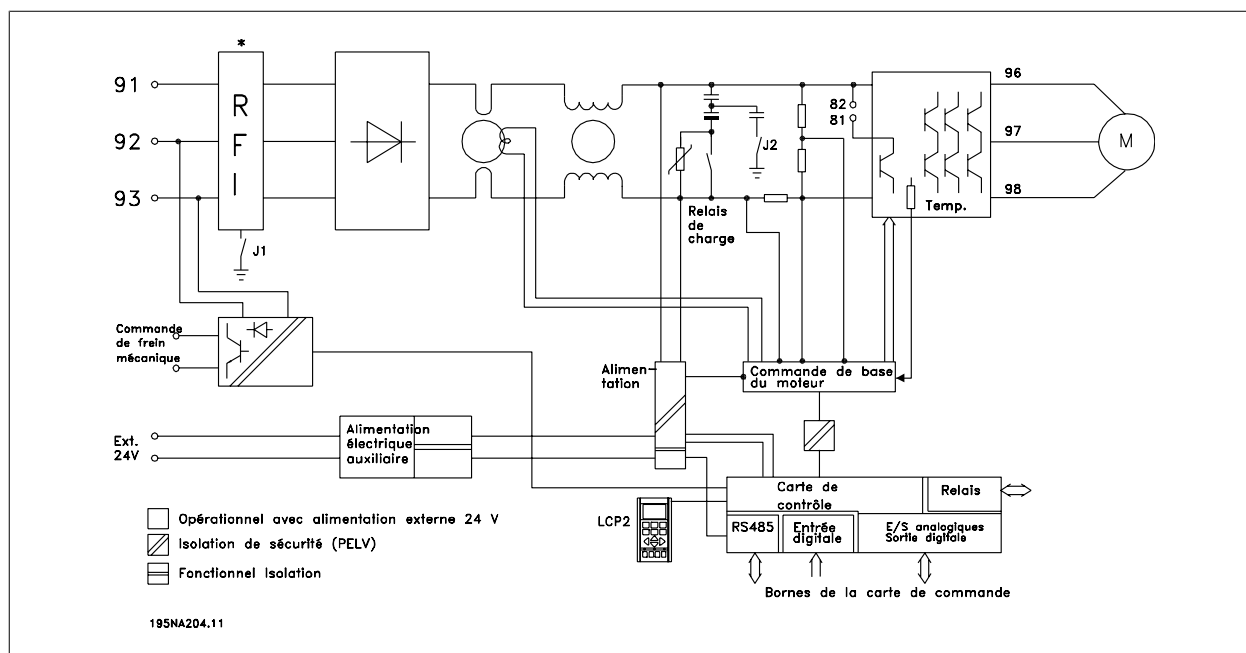 *
91
92
93
R
F
I
J1
J2
82
81
96
97
98
M
Temp.
Relais
de
charge
Commande
de frein
mécanique
Alimen-
tation
Commande de base
du moteur
Ext.
24V
Alimentation
électrique
auxiliaire
LCP2
Carte de
contrôle
Relais
RS485
Entrée
digitale
E/S analogiques
Sortie digitale
Bornes de la carte de commande
Opérationnel avec alimentation externe 24 V
Isolation de sécurité (PELV)
Fonctionnel Isolation
195NA204.11